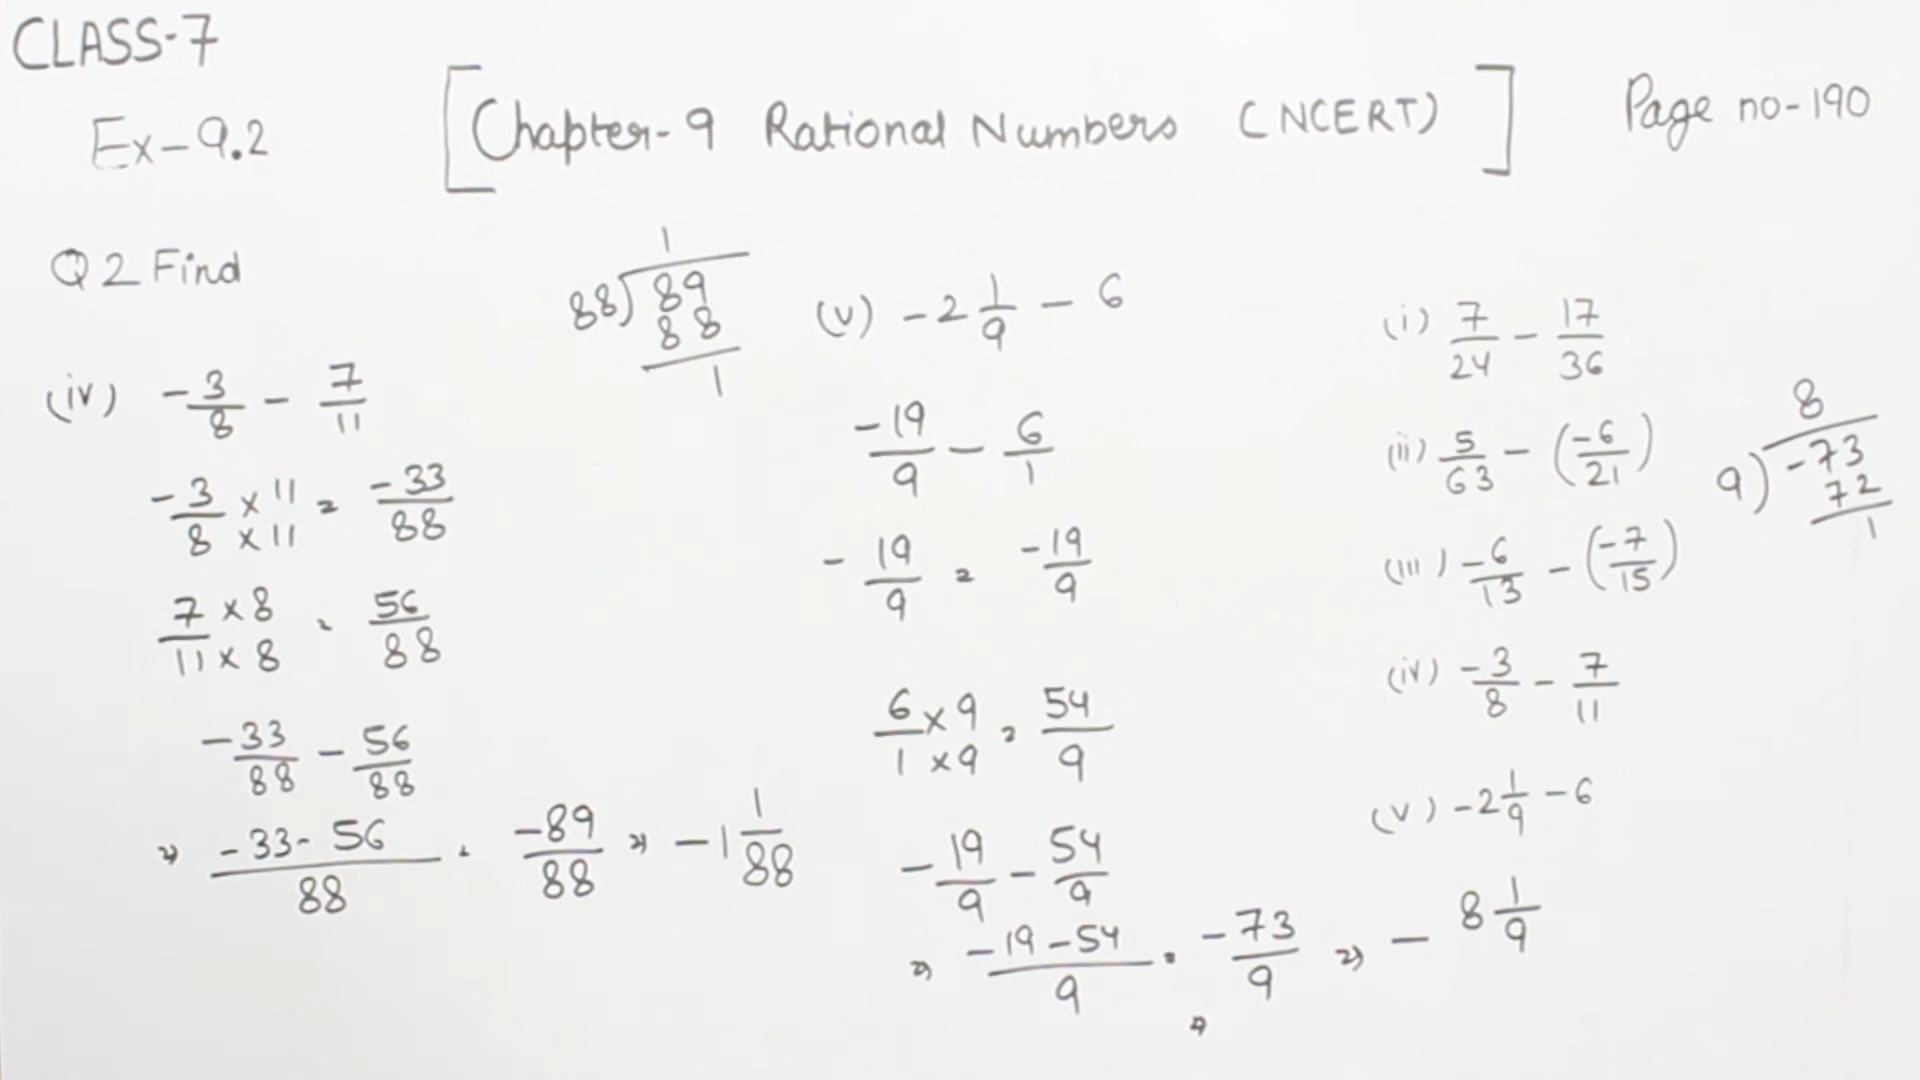 CLASS-7
Ex-9.2
[Chapter-9 Rational Numbers (NCERT)]
Page no-190
Q2 Find
(iv) -3/8 - 7/11
-3/8 × 11/× 11 = -33/88
7/11 × 8/× 8 = 56/88
-33/88 - 56/88
⇒ -33-56/88 = -89/88 ⇒ -1 1/88
88) 89 1
88
1
(v) -2 1/9 - 6
-19/9 - 6/1
-19/9 = -19/9
6/1 × 9/× 9 = 54/9
-19/9 - 54/9
⇒ -19-54/9 = -73/9 ⇒ - 8 1/9
⇒
(i) 7/24 - 17/36
(ii) 5/63 - (-6/21)
(iii) -6/13 - (-7/15)
(iv) -3/8 - 7/11
(v) -2 1/9 - 6
9) -73 8
72
1